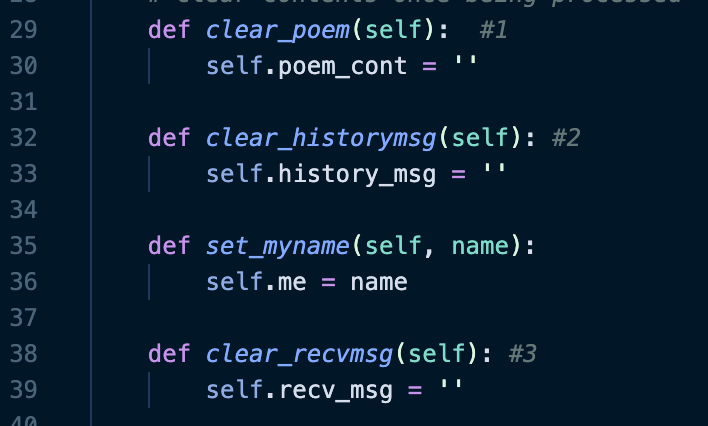 # Clear contents once being processed
29 def clear_poem(self):  #1
30 self.poem_cont = ''
31
32 def clear_historymsg(self): #2
33 self.history_msg = ''
34
35 def set_myname(self, name):
36 self.me = name
37
38 def clear_recvmsg(self): #3
39 self.recv_msg = ''
40